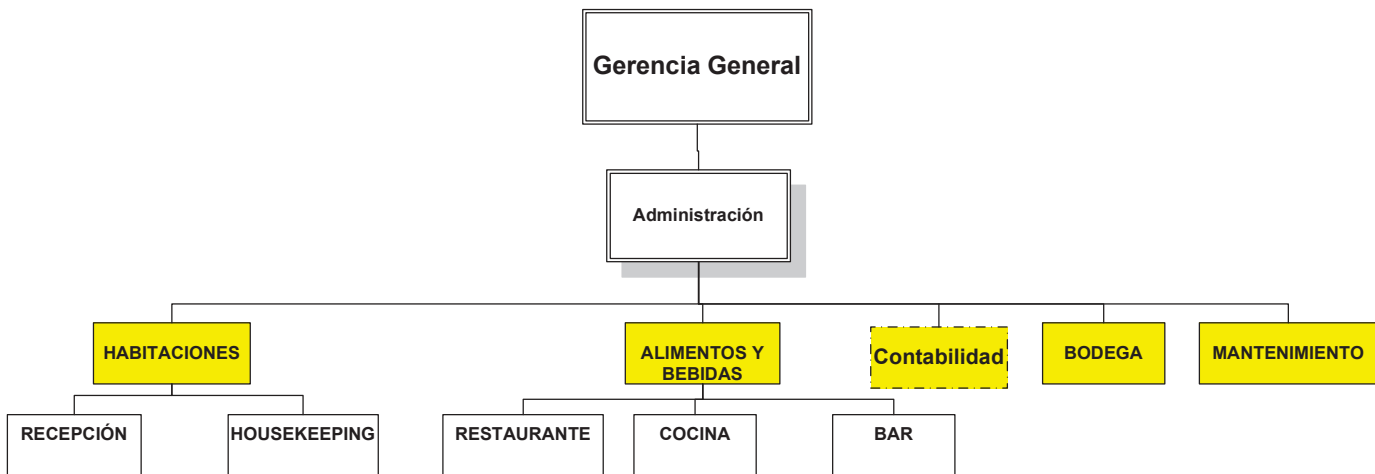 Gerencia General
Administración
HABITACIONES
ALIMENTOS Y
BEBIDAS
Contabilidad
BODEGA
MANTENIMIENTO
RECEPCIÓN
HOUSEKEEPING
RESTAURANTE
COCINA
BAR